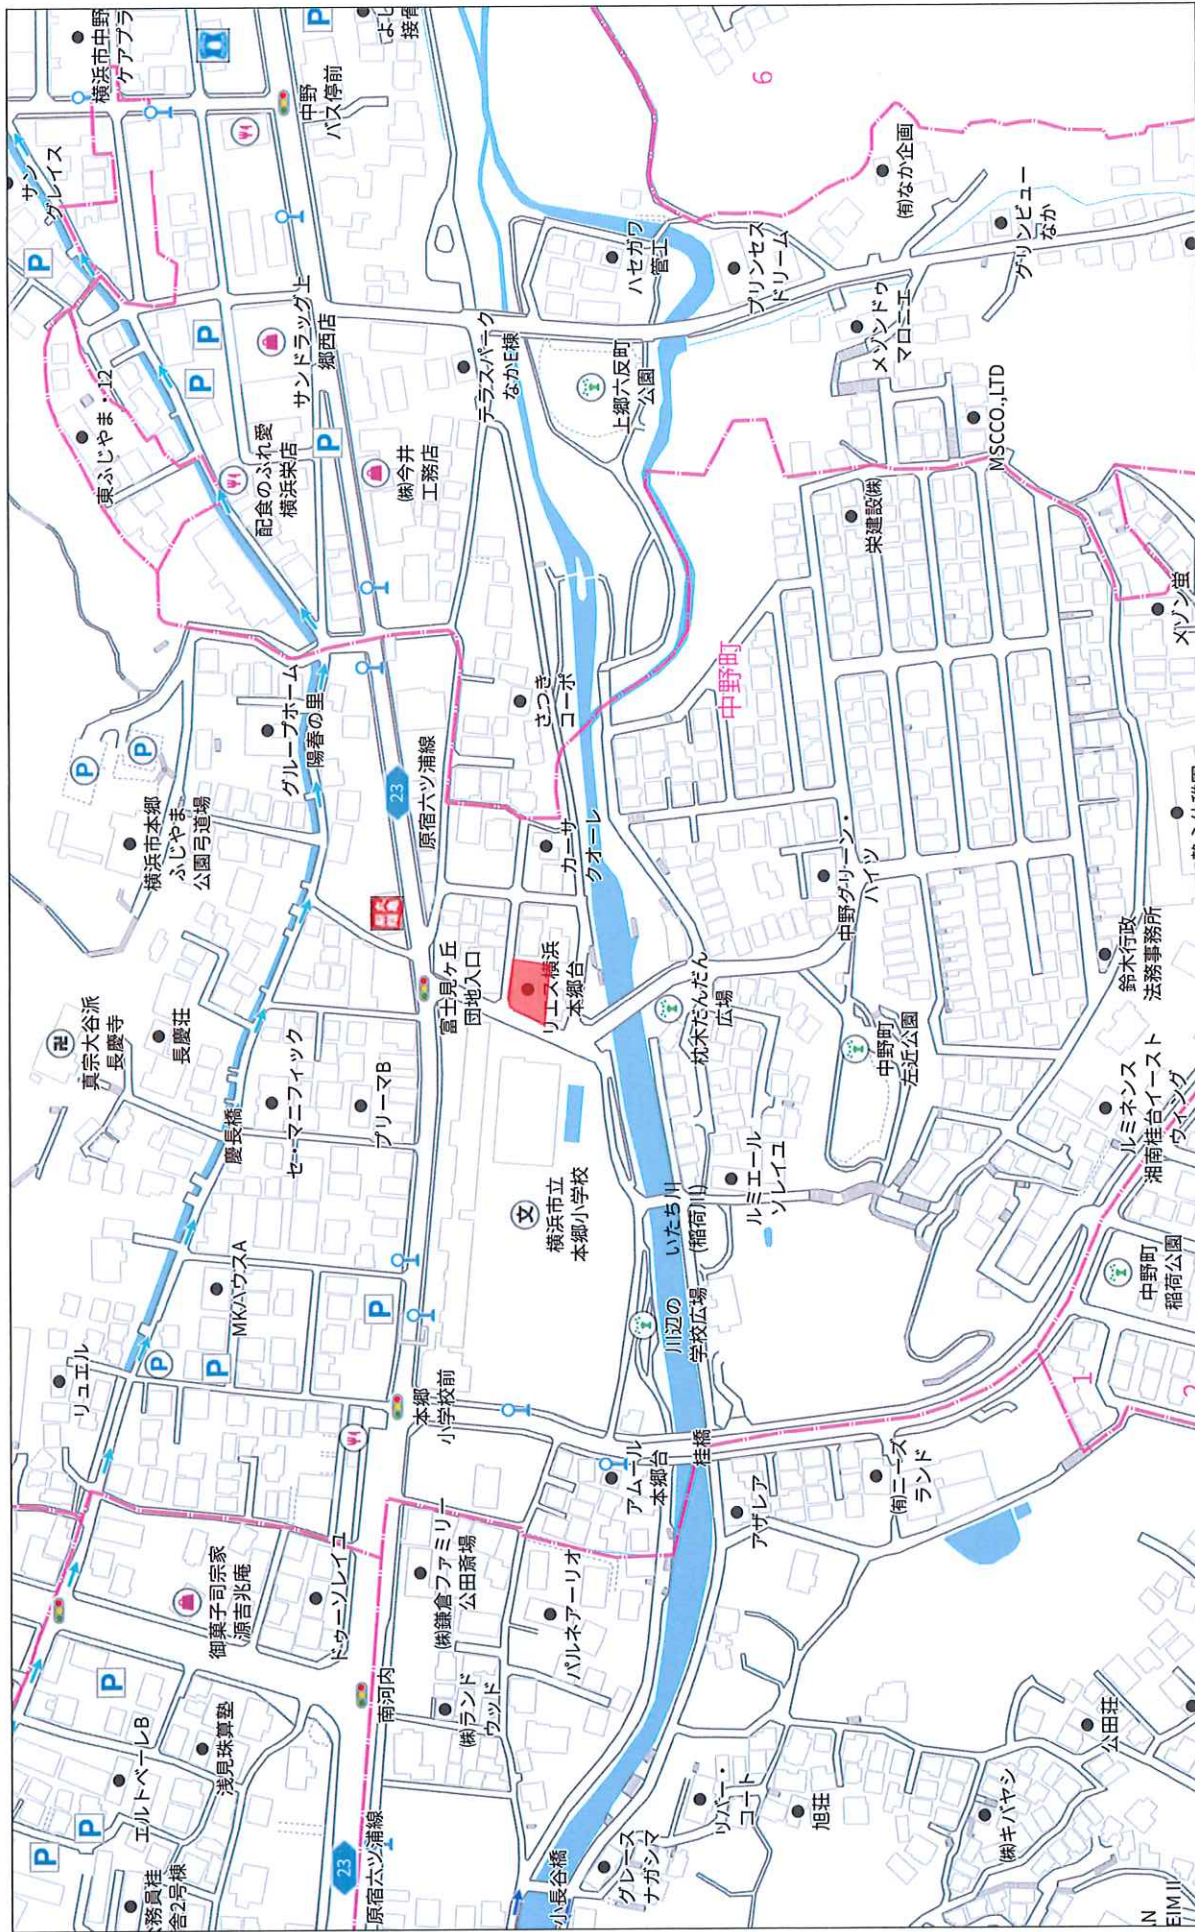 横浜市中野
ケアプラ
サン
グレイス
中野
バス停前
接骨
6
東ふじやま・12
配食のふれ愛
横浜栄店
サンドラッグ上
郷西店
(株)今井
工務店
テラスパーク
なかE棟
ハセガワ
管工
プリンセス
ドリーム
(有)なか企画
グリンビュー
なか
上郷六反町
公園
メゾンドゥ
マロニエ
MSCCO.,LTD
栄建設(株)
メゾン蛍
横浜市本郷
ふじやま
公園弓道場
グループホーム
陽春の里
23
原宿六ツ浦線
さつき
コーポ
カーサ
クオーレ
中野町
中野グリーン・
ハイツ
真宗大谷派
長慶寺
長慶荘
慶長橋
セ・マニフィック
プリーマB
富士見ヶ丘
団地入口
リエス横浜
本郷台
枕木だんだん
広場
中野町
左近公園
鈴木行政
法務事務所
横浜市立
本郷小学校
文
いたち川
(稲荷川)
ルミエール
ソレイユ
ルミネンス
湘南桂台イースト
ウィング
リュエル
MKハウスA
本郷
小学校前
川辺の
学校広場
中野町
稲荷公園
1
2
アムール
本郷台
桂橋
アザレア
(有)ニーズ
ランド
御菓子司宗家
源吉兆庵
ドゥーソレイユ
(株)鎌倉ファミリー
公田斎場
パルネアーリオ
エルトベーレB
浅見珠算塾
南河内
(株)ランド
ウッド
務員桂
舎2号棟
23
原宿六ツ浦線
小長谷橋
グレース
ナガシマ
リバー・
コート
旭荘
(株)キバヤシ
公田荘
N
P
P
P
P
P
P
P
P
P
P
P
P
P